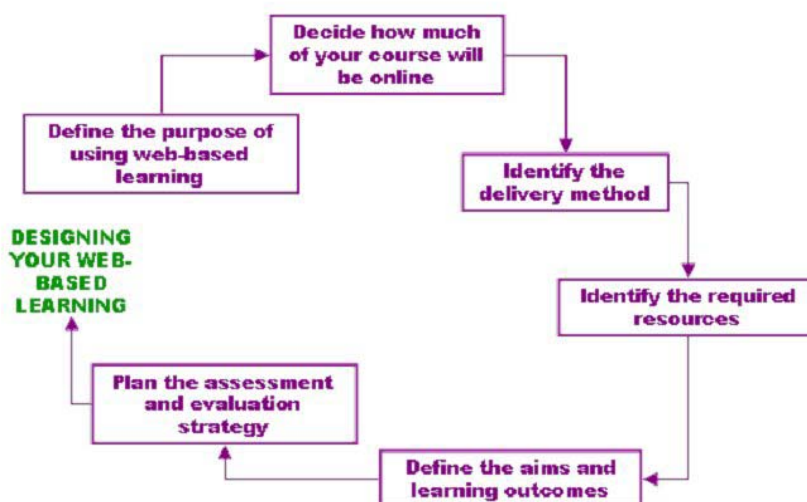 Decide how much
of your course will
be online
Define the purpose of
using web-based
learning
Identify the
delivery method
Identify the required
resources
Define the aims and
learning outcomes
Plan the assessment
and evaluation
strategy
DESIGNING
YOUR WEB-
BASED
LEARNING